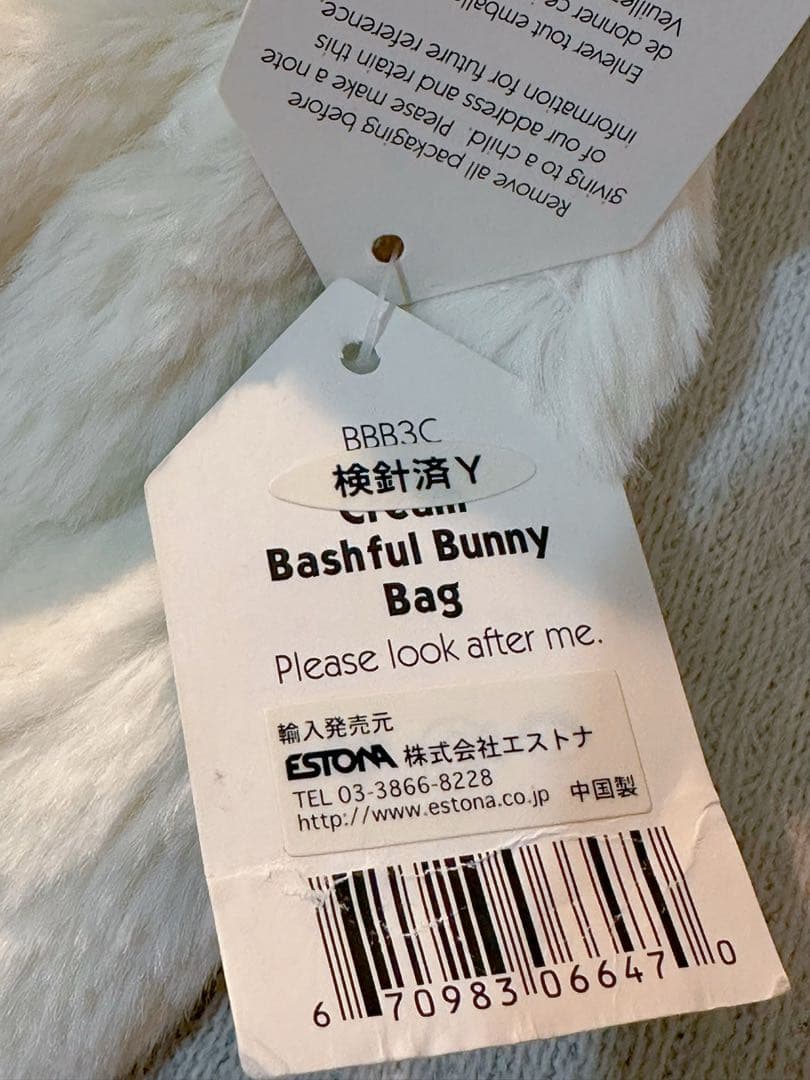 Remove all packaging before
giving to a child. Please make a note
of our address and retain this
information for future reference.
Enlever tout emballa
de donner ce
Veuille
BBB3C
検針済Y
Cream
Bashful Bunny
Bag
Please look after me.
輸入発売元
ESTONA 株式会社エストナ
TEL 03-3866-8228
http://www.estona.co.jp 中国製
6 70983 06647 0